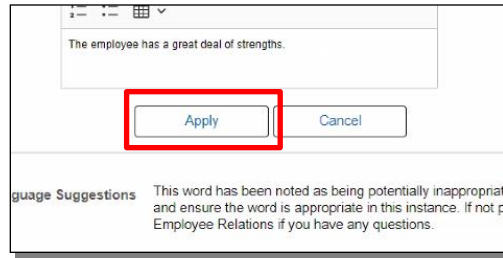 The employee has a great deal of strengths.
Apply Cancel
guage Suggestions This word has been noted as being potentially inappropriat
and ensure the word is appropriate in this instance. If not p
Employee Relations if you have any questions.